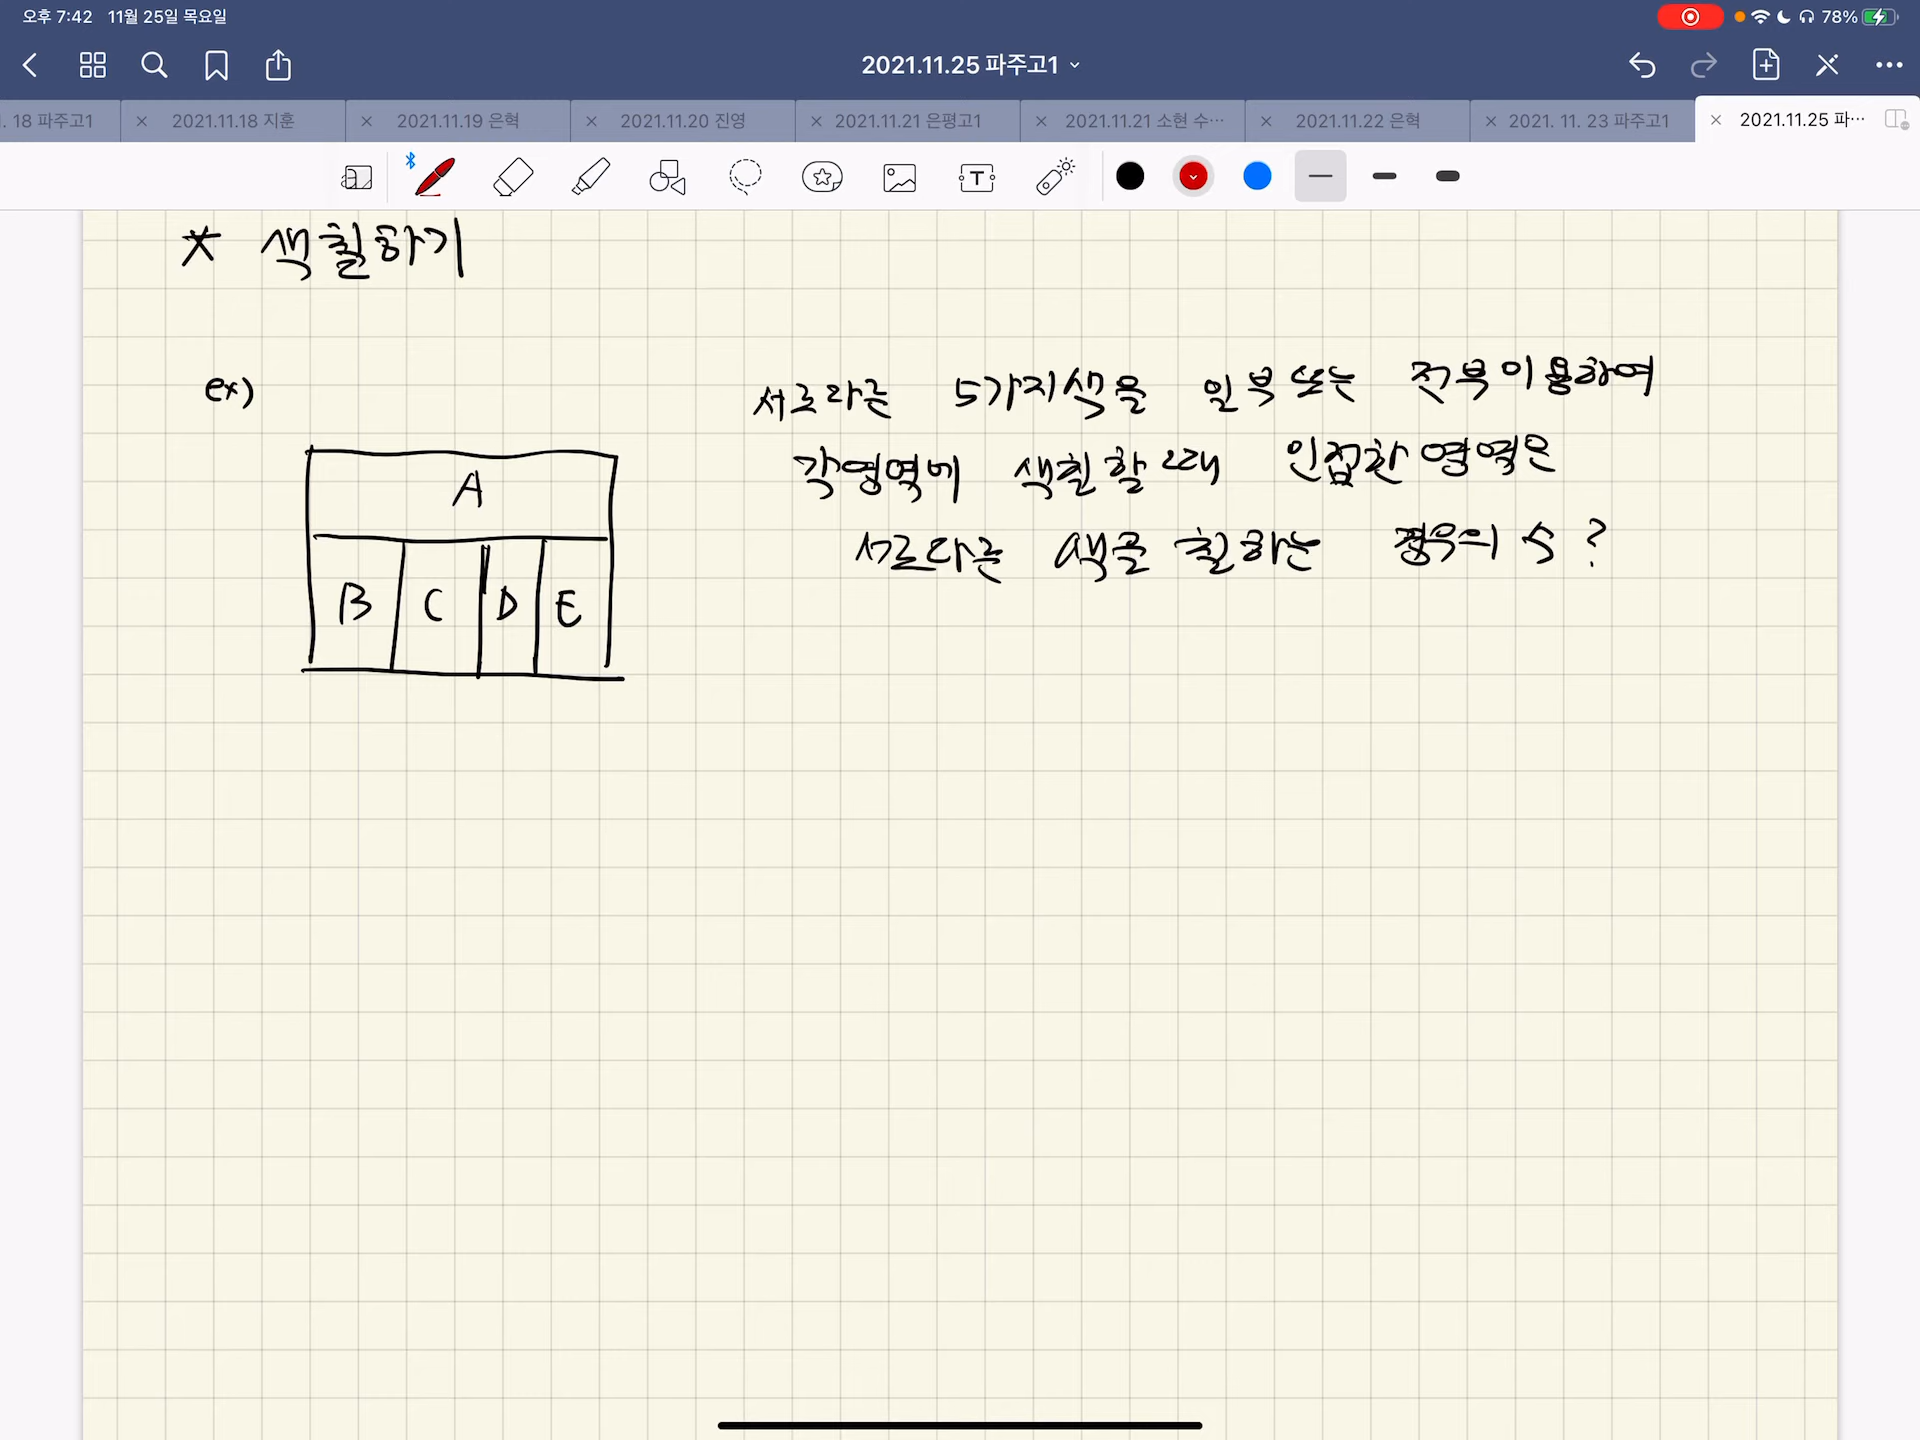 오후 7:42 11월 25일 목요일
78%
2021.11.25 파주고1
. 18 파주고1
2021.11.18 지훈
2021.11.19 은혁
2021.11.20 진영
2021.11.21 은평고1
2021.11.21 소현 수…
2021.11.22 은혁
2021. 11. 23 파주고1
2021.11.25 파…
* 색칠하기
ex) 서로다른 5가지색을 일부 또는 전부이용하여
각영역에 색칠할 때 인접한 영역은
서로다른 색을 칠하는 경우의 수 ?
A
B C D E